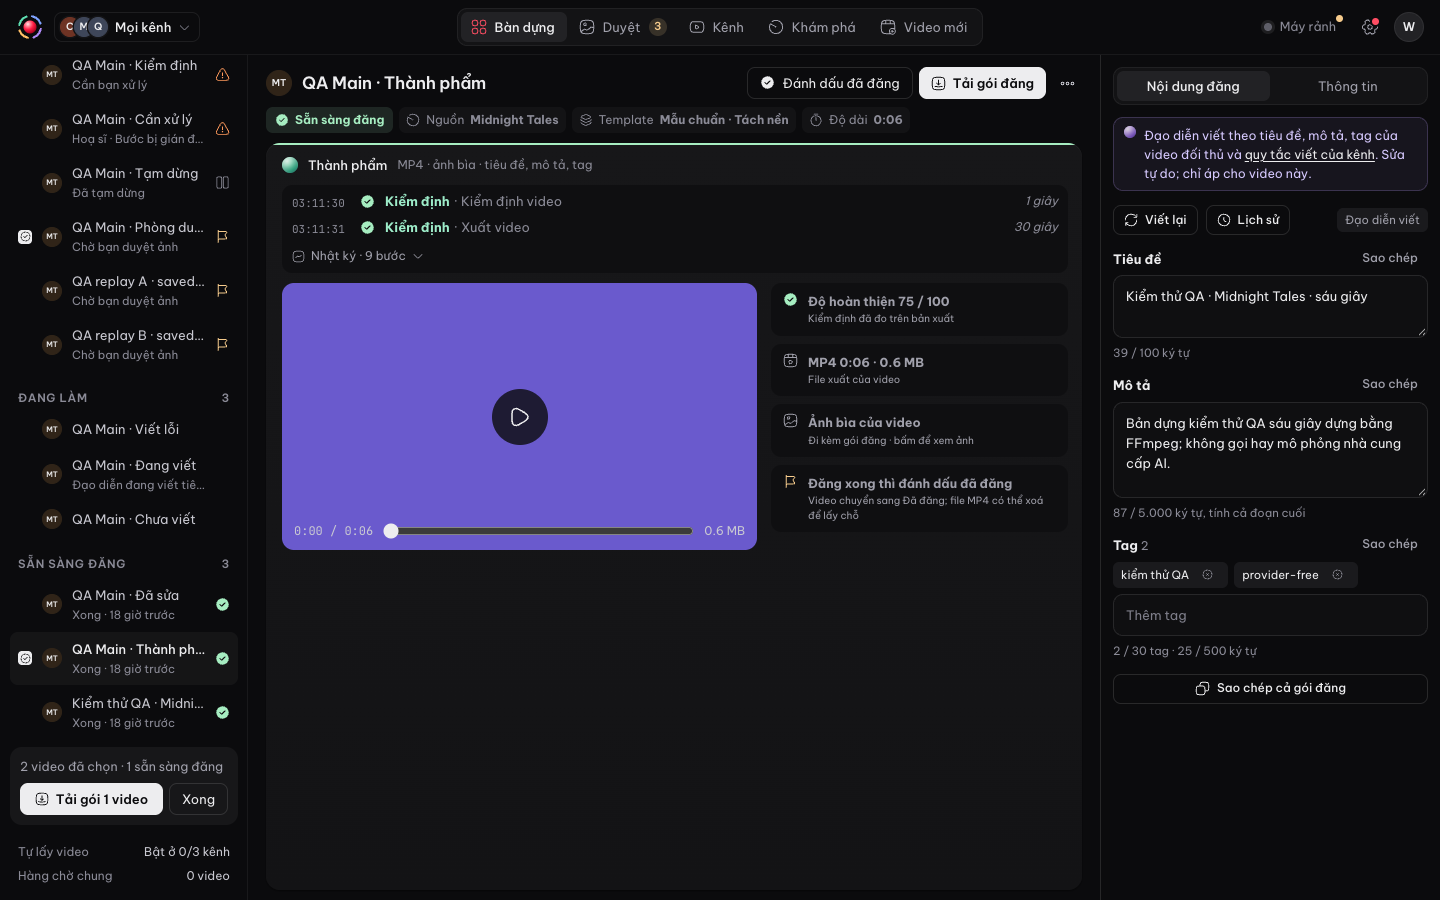 C M Q Mọi kênh
Bàn dựng
Duyệt 3
Kênh
Khám phá
Video mới
Máy rảnh
W
MT QA Main · Kiểm định
Cần bạn xử lý
MT QA Main · Cần xử lý
Hoạ sĩ · Bước bị gián đ...
MT QA Main · Tạm dừng
Đã tạm dừng
MT QA Main · Phòng du...
Chờ bạn duyệt ảnh
MT QA replay A · saved...
Chờ bạn duyệt ảnh
MT QA replay B · saved...
Chờ bạn duyệt ảnh
ĐANG LÀM 3
MT QA Main · Viết lỗi
MT QA Main · Đang viết
Đạo diễn đang viết tiê...
MT QA Main · Chưa viết
SẴN SÀNG ĐĂNG 3
MT QA Main · Đã sửa
Xong · 18 giờ trước
MT QA Main · Thành ph...
Xong · 18 giờ trước
MT Kiểm thử QA · Midni...
Xong · 18 giờ trước
2 video đã chọn · 1 sẵn sàng đăng
Tải gói 1 video
Xong
Tự lấy video Bật ở 0/3 kênh
Hàng chờ chung 0 video
MT QA Main · Thành phẩm
Đánh dấu đã đăng
Tải gói đăng
Sẵn sàng đăng
Nguồn Midnight Tales
Template Mẫu chuẩn · Tách nền
Độ dài 0:06
Thành phẩm MP4 · ảnh bìa · tiêu đề, mô tả, tag
03:11:30 Kiểm định · Kiểm định video 1 giây
03:11:31 Kiểm định · Xuất video 30 giây
Nhật ký · 9 bước
0:00 / 0:06 0.6 MB
Độ hoàn thiện 75 / 100
Kiểm định đã đo trên bản xuất
MP4 0:06 · 0.6 MB
File xuất của video
Ảnh bìa của video
Đi kèm gói đăng · bấm để xem ảnh
Đăng xong thì đánh dấu đã đăng
Video chuyển sang Đã đăng; file MP4 có thể xoá
để lấy chỗ
Nội dung đăng
Thông tin
Đạo diễn viết theo tiêu đề, mô tả, tag của
video đối thủ và quy tắc viết của kênh. Sửa
tự do; chỉ áp cho video này.
Viết lại
Lịch sử
Đạo diễn viết
Tiêu đề Sao chép
Kiểm thử QA · Midnight Tales · sáu giây
39 / 100 ký tự
Mô tả Sao chép
Bản dựng kiểm thử QA sáu giây dựng bằng
FFmpeg; không gọi hay mô phỏng nhà cung
cấp AI.
87 / 5.000 ký tự, tính cả đoạn cuối
Tag 2 Sao chép
kiểm thử QA
provider-free
Thêm tag
2 / 30 tag · 25 / 500 ký tự
Sao chép cả gói đăng